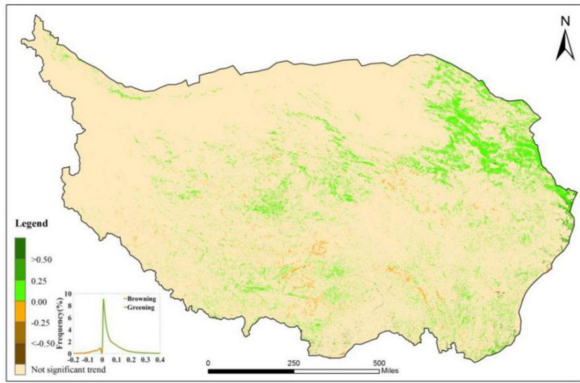 N
Legend
>0.50
0.25
0.00
-0.25
<-0.50
Not significant trend
Frequency(%)
10
8
6
4
2
0
-0.2 -0.1 0 0.1 0.2 0.3 0.4
Browning
Greening
0 250 500
Miles